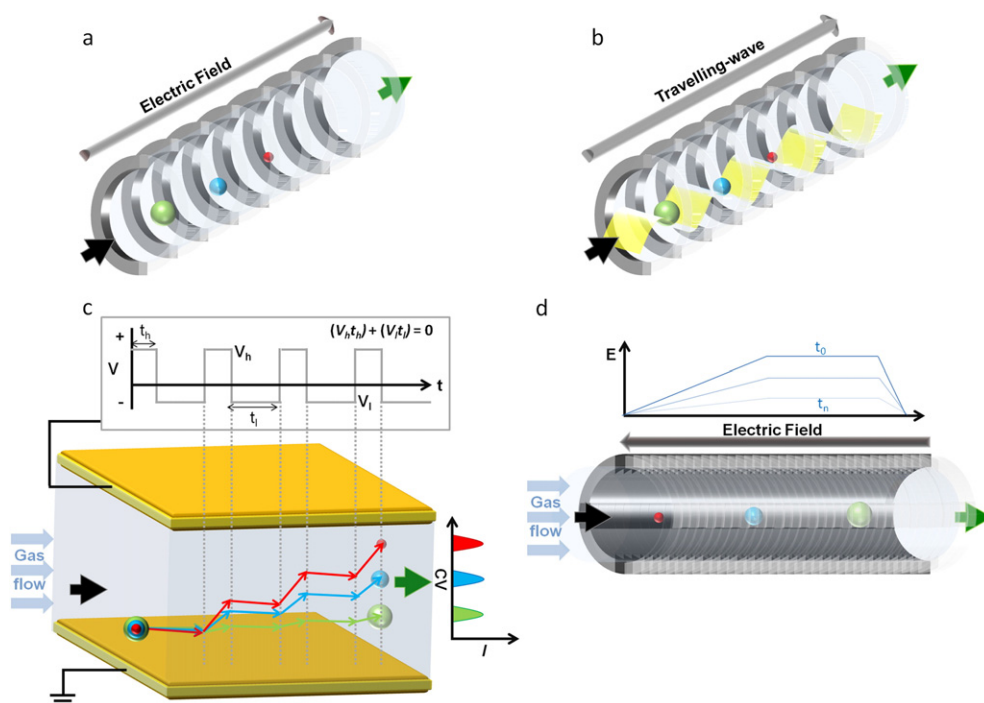 a
Electric Field
b
Travelling-wave
c
+
V
-
t_h
V_h
(V_h t_h) + (V_l t_l) = 0
t
t_l
V_l
Gas
flow
CV
I
d
E
t_0
t_n
Electric Field
Gas
flow